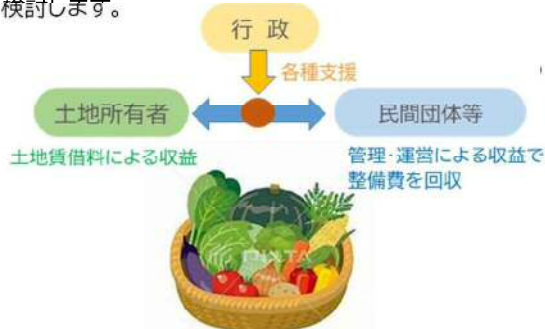 検討します。
行 政
各種支援
土地所有者
民間団体等
土地賃借料による収益
管理・運営による収益で
整備費を回収
PIXTA